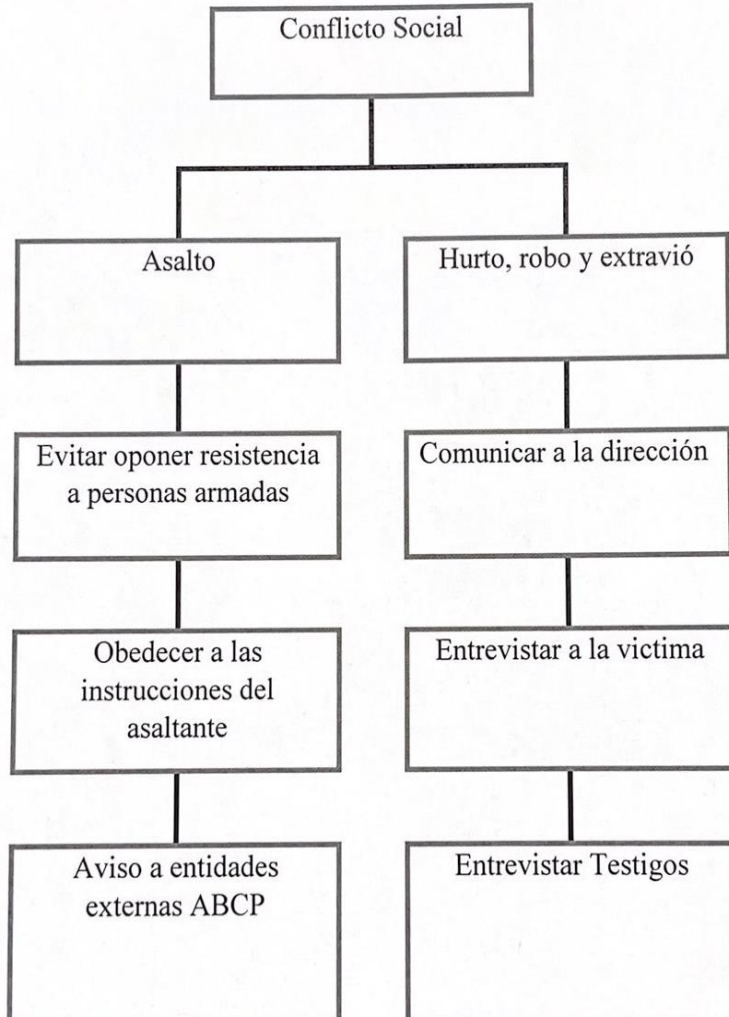 Conflicto Social
Asalto
Hurto, robo y extravió
Evitar oponer resistencia
a personas armadas
Comunicar a la dirección
Obedecer a las
instrucciones del
asaltante
Entrevistar a la victima
Aviso a entidades
externas ABCP
Entrevistar Testigos